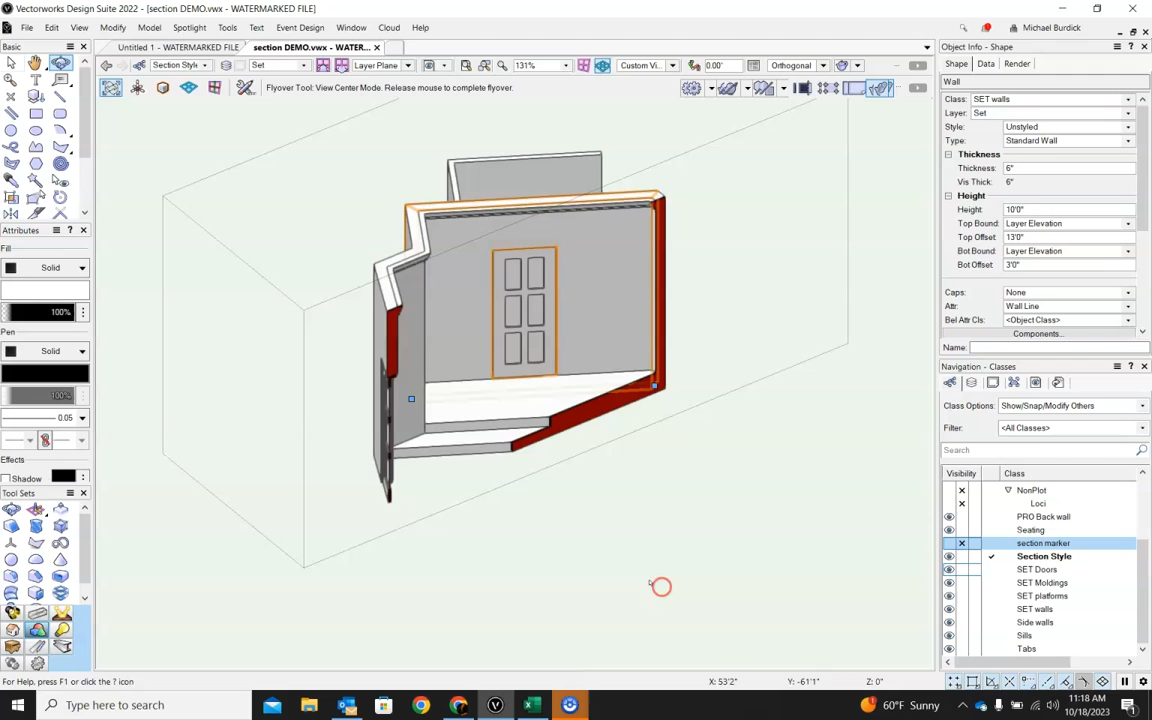 Vectorworks Design Suite 2022 - [section DEMO.vwx - WATERMARKED FILE]
File Edit View Modify Model Spotlight Tools Text Event Design Window Cloud Help
Michael Burdick
Basic
Untitled 1 - WATERMARKED FILE
section DEMO.vwx - WATER...
Section Style
Set
Layer Plane
131%
Custom Vi...
0.00°
Orthogonal
Flyover Tool: View Center Mode. Release mouse to complete flyover.
Attributes
Fill
Solid
100%
Pen
Solid
100%
0.05
Effects
Shadow
Tool Sets
Object Info - Shape
Shape Data Render
Wall
Class: SET walls
Layer: Set
Style: Unstyled
Type: Standard Wall
Thickness
Thickness: 6"
Vis Thick: 6"
Height
Height: 10'0"
Top Bound: Layer Elevation
Top Offset: 13'0"
Bot Bound: Layer Elevation
Bot Offset: 3'0"
Caps: None
Attr: Wall Line
Bel Attr Cls: <Object Class>
Components...
Name:
Navigation - Classes
Class Options: Show/Snap/Modify Others
Filter: <All Classes>
Search
Visibility Class
NonPlot
Loci
PRO Back wall
Seating
section marker
Section Style
SET Doors
SET Moldings
SET platforms
SET walls
Side walls
Sills
Tabs
For Help, press F1 or click the ? icon
X: 53'2" Y: -61'1" Z: 0"
Type here to search
60°F Sunny
11:18 AM
10/18/2023